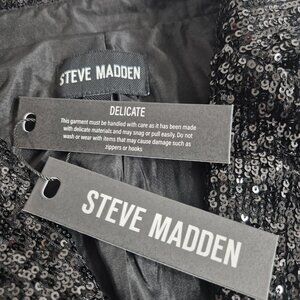 STEVE MADDEN
DELICATE
This garment must be handled with care as it has been made
with delicate materials and may snag or pull easily. Do not
wash or wear with items that may cause damage such as
zippers or hooks
STEVE MADDEN